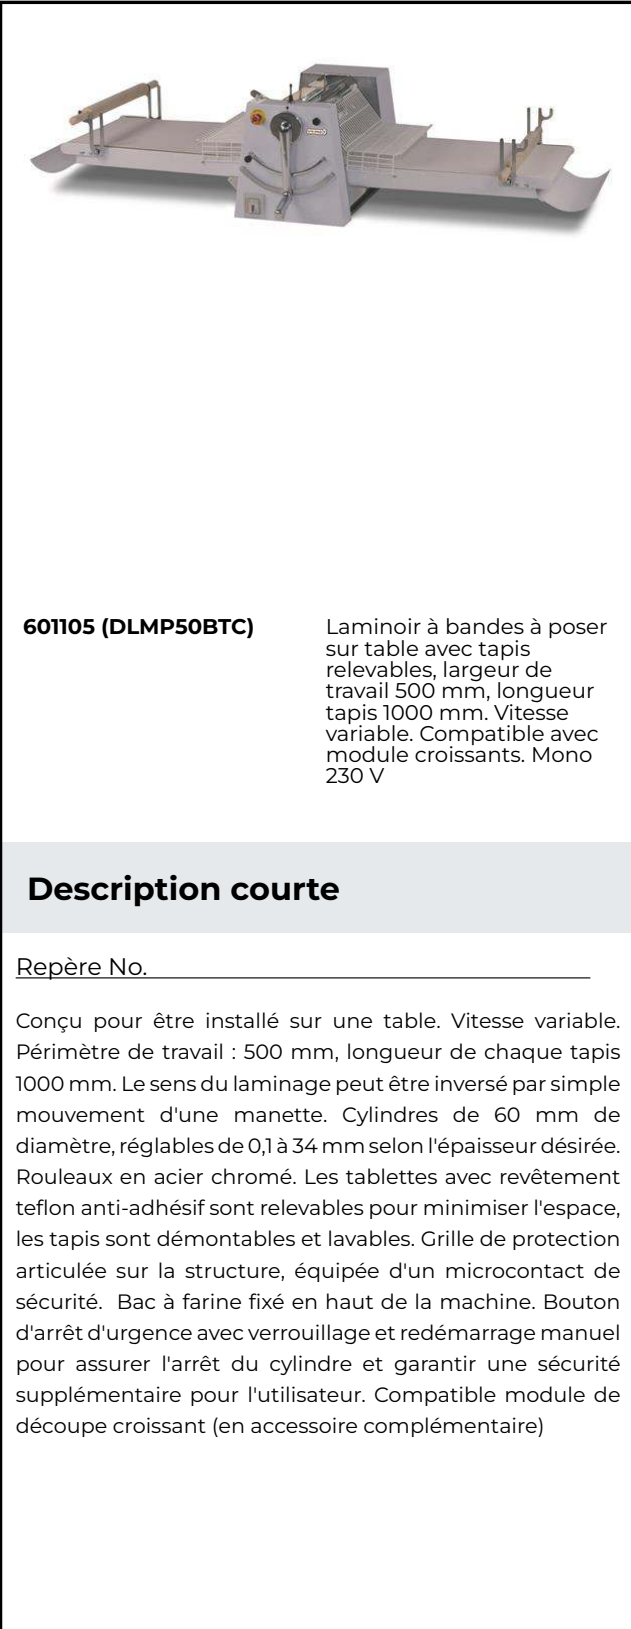 601105 (DLMP50BTC)
Laminoir à bandes à poser
sur table avec tapis
relevables, largeur de
travail 500 mm, longueur
tapis 1000 mm. Vitesse
variable. Compatible avec
module croissants. Mono
230 V
Description courte
Repère No.
Conçu pour être installé sur une table. Vitesse variable.
Périmètre de travail : 500 mm, longueur de chaque tapis
1000 mm. Le sens du laminage peut être inversé par simple
mouvement d'une manette. Cylindres de 60 mm de
diamètre, réglables de 0,1 à 34 mm selon l'épaisseur désirée.
Rouleaux en acier chromé. Les tablettes avec revêtement
teflon anti-adhésif sont relevables pour minimiser l'espace,
les tapis sont démontables et lavables. Grille de protection
articulée sur la structure, équipée d'un microcontact de
sécurité.  Bac à farine fixé en haut de la machine. Bouton
d'arrêt d'urgence avec verrouillage et redémarrage manuel
pour assurer l'arrêt du cylindre et garantir une sécurité
supplémentaire pour l'utilisateur. Compatible module de
découpe croissant (en accessoire complémentaire)